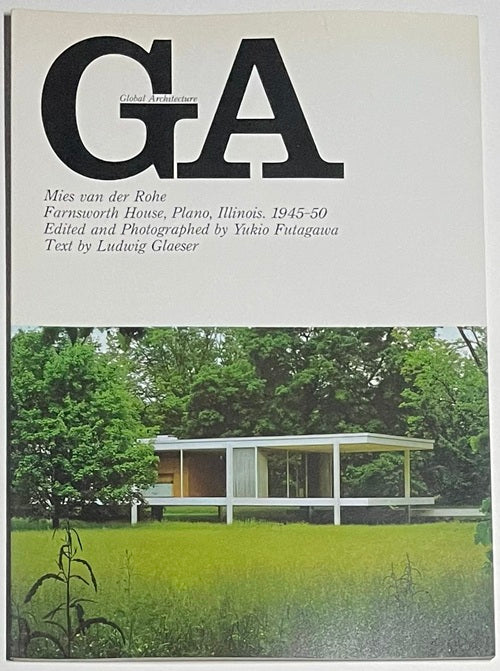 GA
Global Architecture
Mies van der Rohe
Farnsworth House, Plano, Illinois. 1945–50
Edited and Photographed by Yukio Futagawa
Text by Ludwig Glaeser